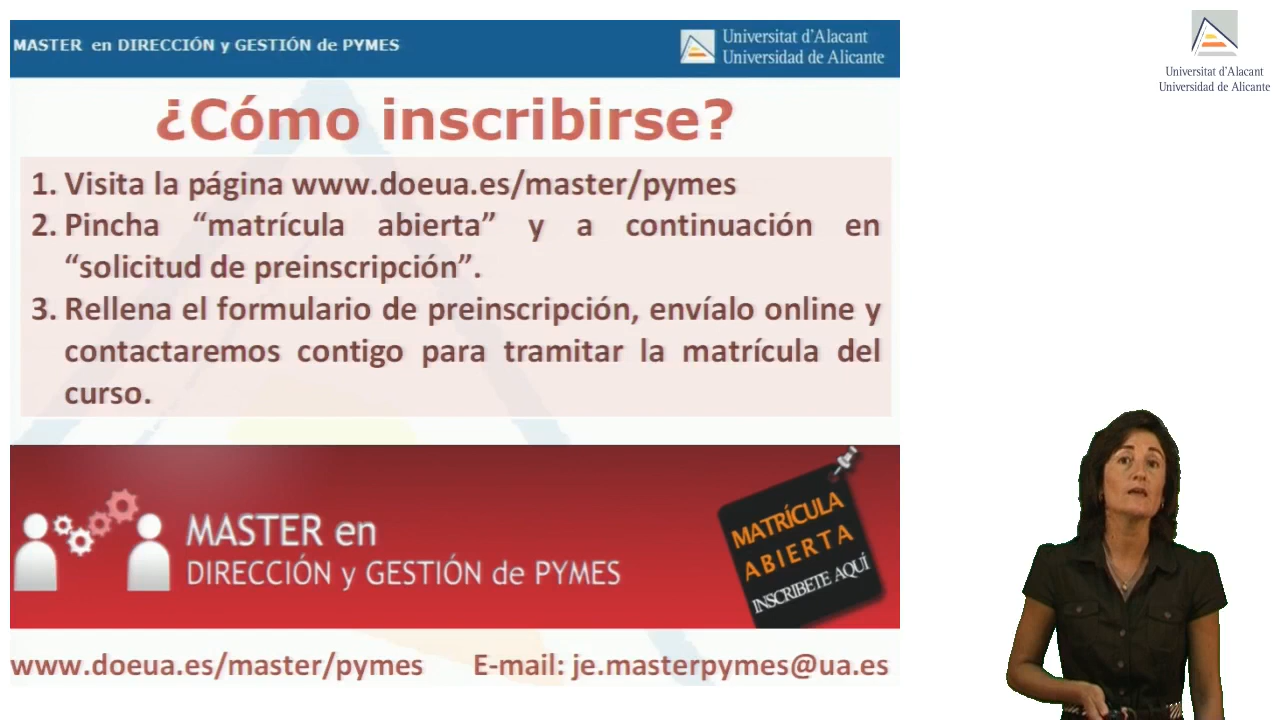 MASTER en DIRECCIÓN y GESTIÓN de PYMES
Universitat d'Alacant
Universidad de Alicante
Universitat d'Alacant
Universidad de Alicante
¿Cómo inscribirse?
1. Visita la página www.doeua.es/master/pymes
2. Pincha “matrícula abierta” y a continuación en
“solicitud de preinscripción”.
3. Rellena el formulario de preinscripción, envíalo online y
contactaremos contigo para tramitar la matrícula del
curso.
MASTER en
DIRECCIÓN y GESTIÓN de PYMES
MATRÍCULA
ABIERTA
INSCRIBETE AQUÍ
www.doeua.es/master/pymes
E-mail: je.masterpymes@ua.es